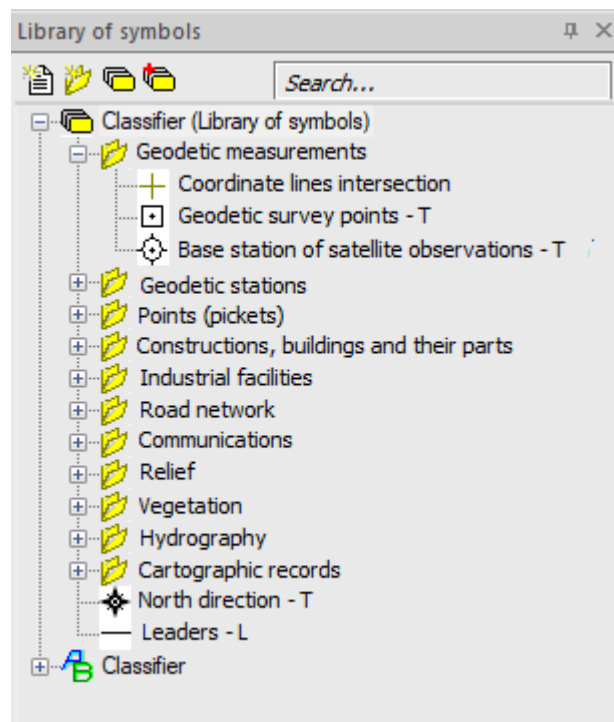 Library of symbols
Search...
Classifier (Library of symbols)
Geodetic measurements
Coordinate lines intersection
Geodetic survey points - T
Base station of satellite observations - T
Geodetic stations
Points (pickets)
Constructions, buildings and their parts
Industrial facilities
Road network
Communications
Relief
Vegetation
Hydrography
Cartographic records
North direction - T
Leaders - L
Classifier